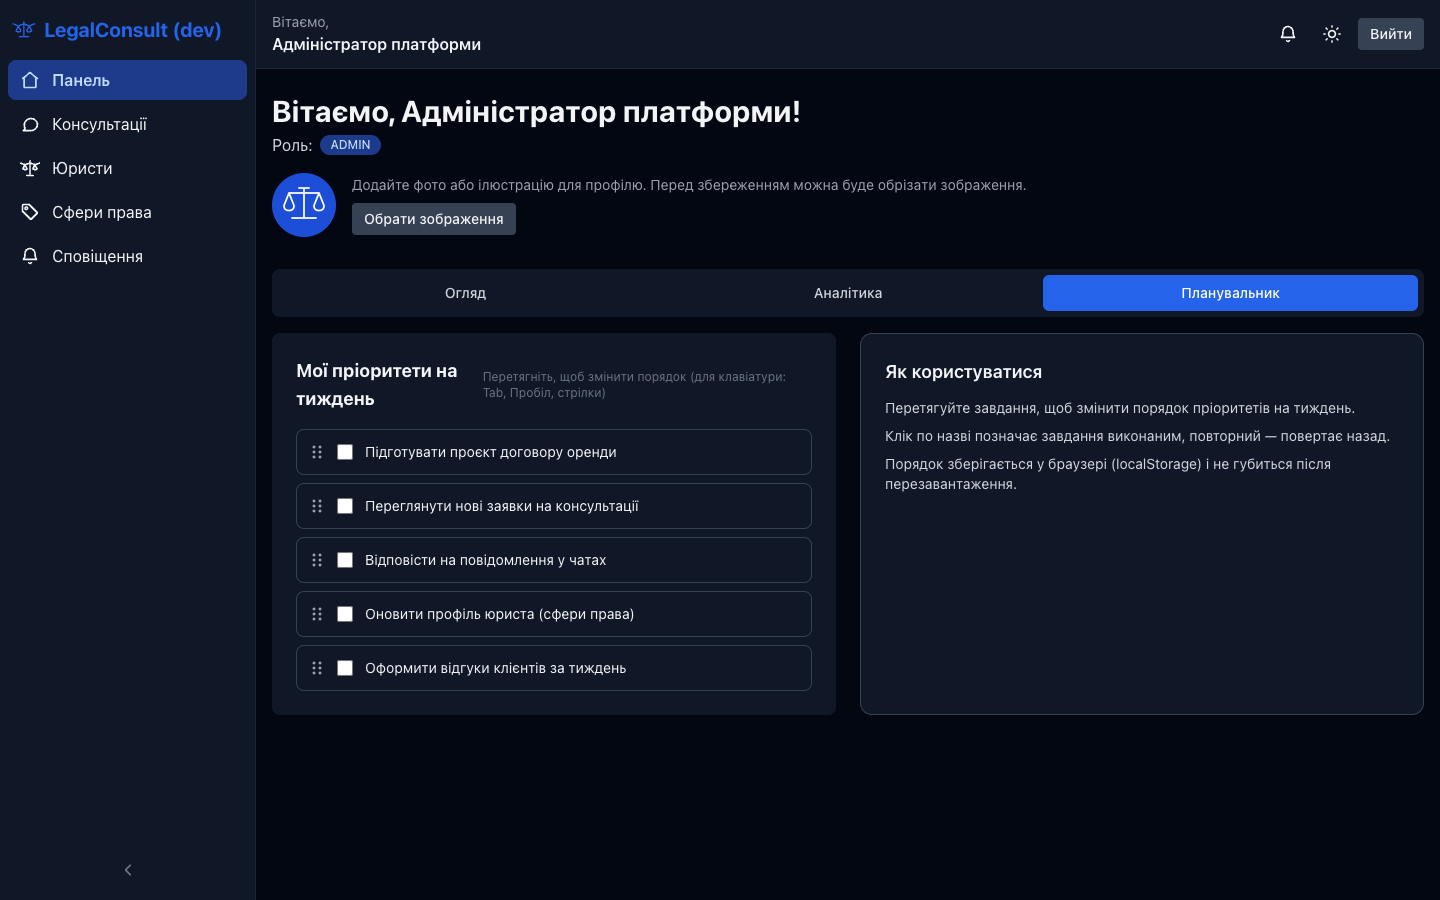 LegalConsult (dev)
Панель
Консультації
Юристи
Сфери права
Сповіщення
Вітаємо,
Адміністратор платформи
Вийти
Вітаємо, Адміністратор платформи!
Роль: ADMIN
Додайте фото або ілюстрацію для профілю. Перед збереженням можна буде обрізати зображення.
Обрати зображення
Огляд
Аналітика
Планувальник
Мої пріоритети на
тиждень
Перетягніть, щоб змінити порядок (для клавіатури:
Tab, Пробіл, стрілки)
Підготувати проєкт договору оренди
Переглянути нові заявки на консультації
Відповісти на повідомлення у чатах
Оновити профіль юриста (сфери права)
Оформити відгуки клієнтів за тиждень
Як користуватися
Перетягуйте завдання, щоб змінити порядок пріоритетів на тиждень.
Клік по назві позначає завдання виконаним, повторний — повертає назад.
Порядок зберігається у браузері (localStorage) і не губиться після
перезавантаження.